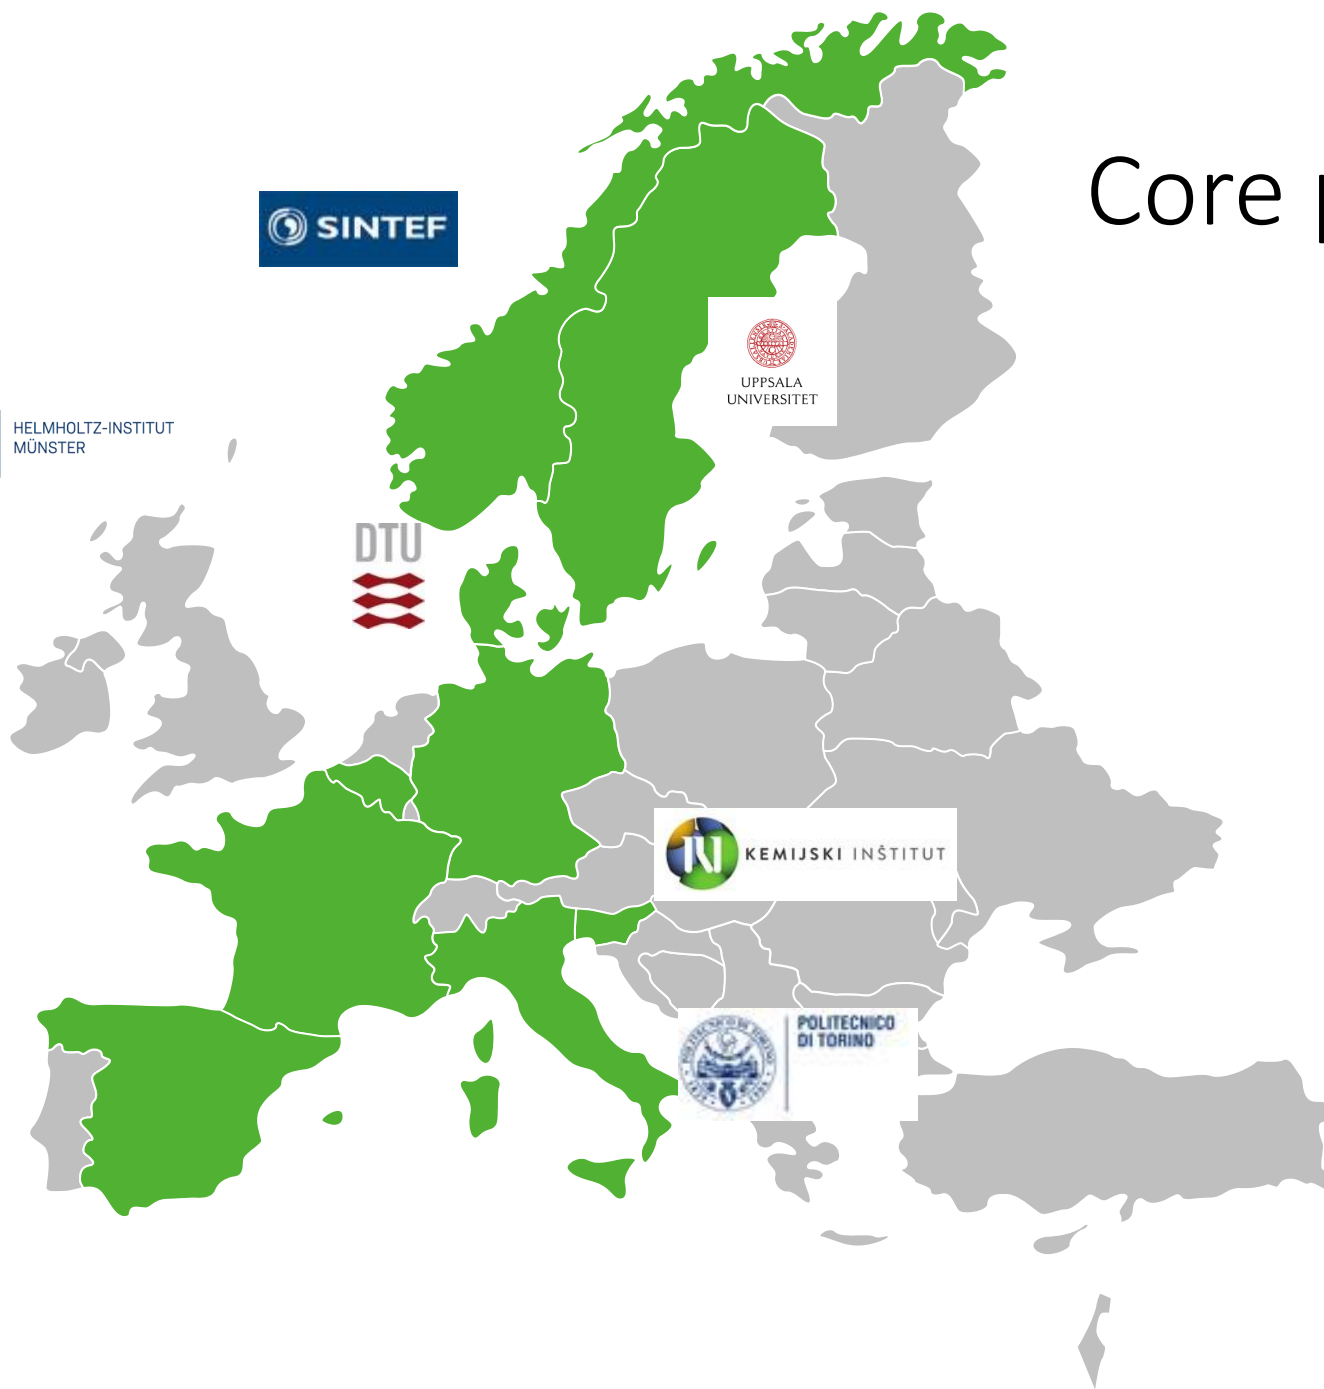 Core p
SINTEF
UPPSALA
UNIVERSITET
HELMHOLTZ-INSTITUT
MÜNSTER
DTU
KEMIJSKI INŠTITUT
POLITECNICO
DI TORINO